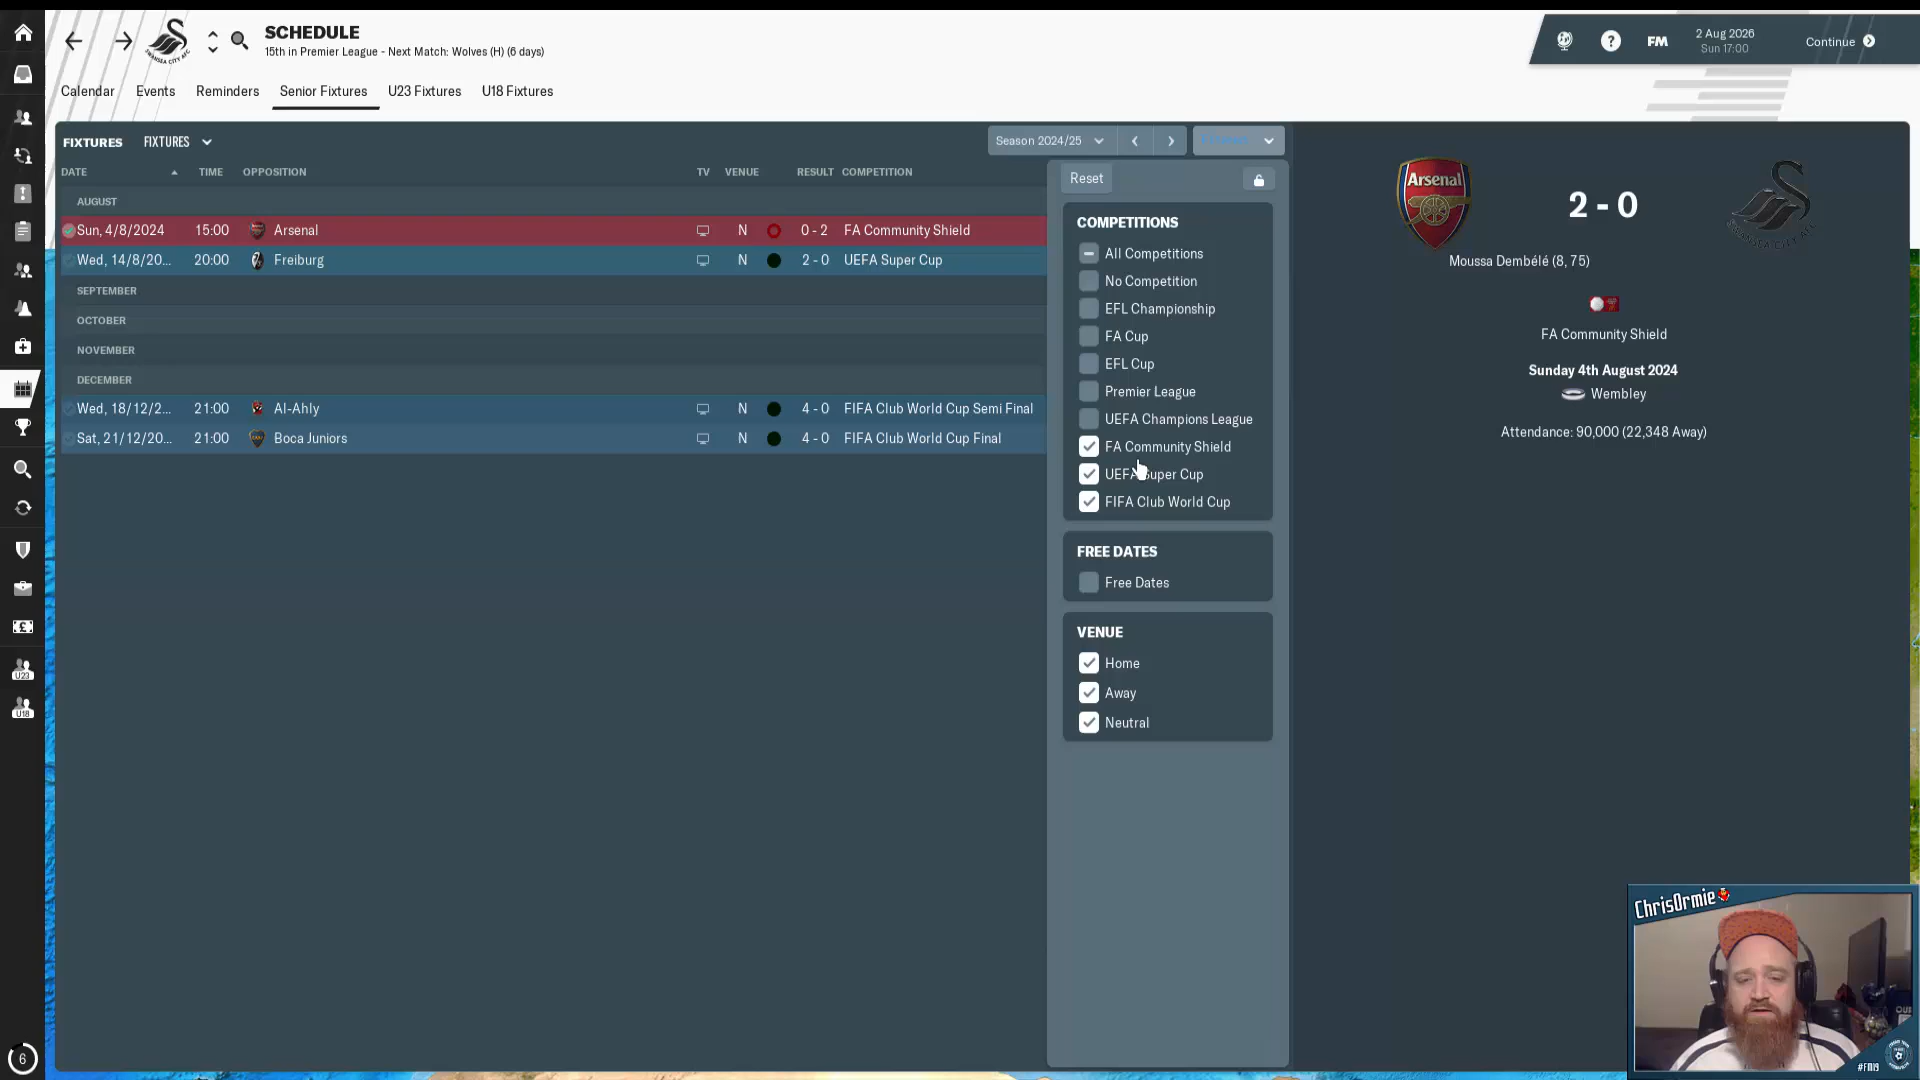 SCHEDULE
15th in Premier League - Next Match: Wolves (H) (6 days)
FM
2 Aug 2026
Sun 17:00
Continue
Calendar
Events
Reminders
Senior Fixtures
U23 Fixtures
U18 Fixtures
FIXTURES
FIXTURES
Season 2024/25
DATE
TIME
OPPOSITION
TV
VENUE
RESULT
COMPETITION
AUGUST
Sun, 4/8/2024 15:00 Arsenal N 0 - 2 FA Community Shield
Wed, 14/8/20... 20:00 Freiburg N 2 - 0 UEFA Super Cup
SEPTEMBER
OCTOBER
NOVEMBER
DECEMBER
Wed, 18/12/2... 21:00 Al-Ahly N 4 - 0 FIFA Club World Cup Semi Final
Sat, 21/12/20... 21:00 Boca Juniors N 4 - 0 FIFA Club World Cup Final
Reset
COMPETITIONS
All Competitions
No Competition
EFL Championship
FA Cup
EFL Cup
Premier League
UEFA Champions League
FA Community Shield
UEFA Super Cup
FIFA Club World Cup
FREE DATES
Free Dates
VENUE
Home
Away
Neutral
Arsenal
2 - 0
SWANSEA CITY AFC
Moussa Dembélé (8, 75)
FA Community Shield
Sunday 4th August 2024
Wembley
Attendance: 90,000 (22,348 Away)
U23
U18
6
ChrisOrmie
#FM19